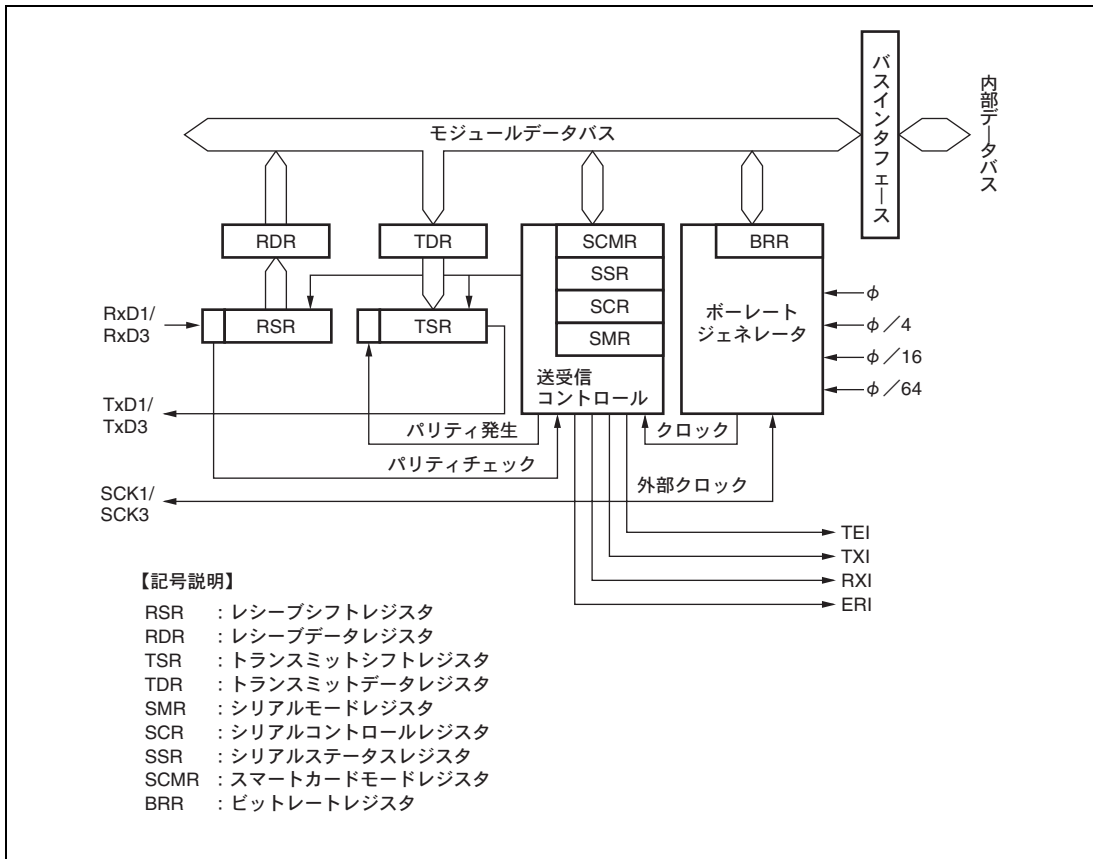 バスインタフェース
内部データバス
モジュールデータバス
RDR
TDR
SCMR
BRR
SSR
SCR
SMR
RSR
TSR
ボーレート
ジェネレータ
φ
φ／4
φ／16
φ／64
RxD1/
RxD3
送受信
コントロール
TxD1/
TxD3
パリティ発生
クロック
パリティチェック
外部クロック
SCK1/
SCK3
TEI
TXI
RXI
ERI
【記号説明】
RSR : レシーブシフトレジスタ
RDR : レシーブデータレジスタ
TSR : トランスミットシフトレジスタ
TDR : トランスミットデータレジスタ
SMR : シリアルモードレジスタ
SCR : シリアルコントロールレジスタ
SSR : シリアルステータスレジスタ
SCMR : スマートカードモードレジスタ
BRR : ビットレートレジスタ